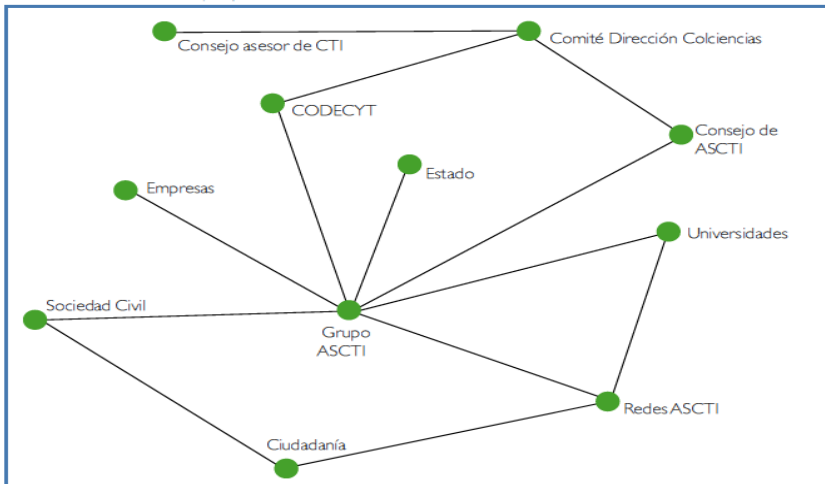 Consejo asesor de CTI
Comité Dirección Colciencias
CODECYT
Consejo de
ASCTI
Estado
Empresas
Universidades
Sociedad Civil
Grupo
ASCTI
Redes ASCTI
Ciudadanía